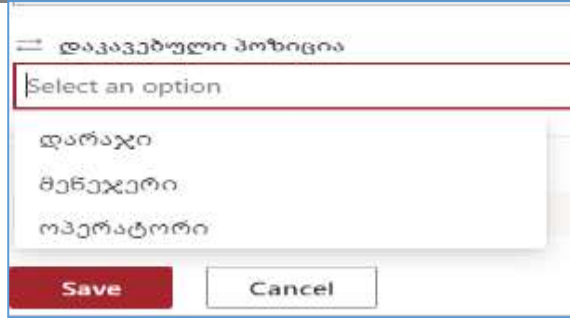 დაკავებული პოზიცია
Select an option
დარაჯი
მენეჯერი
ოპერატორი
Save Cancel